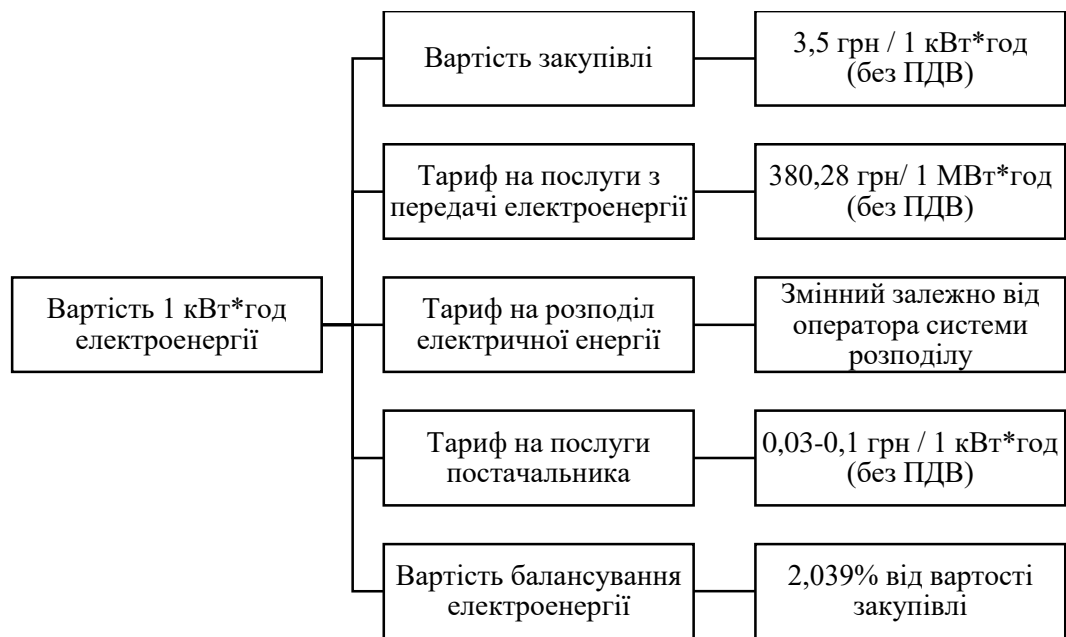 Вартість 1 кВт*год
електроенергії
Вартість закупівлі
3,5 грн / 1 кВт*год
(без ПДВ)
Тариф на послуги з
передачі електроенергії
380,28 грн/ 1 МВт*год
(без ПДВ)
Тариф на розподіл
електричної енергії
Змінний залежно від
оператора системи
розподілу
Тариф на послуги
постачальника
0,03-0,1 грн / 1 кВт*год
(без ПДВ)
Вартість балансування
електроенергії
2,039% від вартості
закупівлі